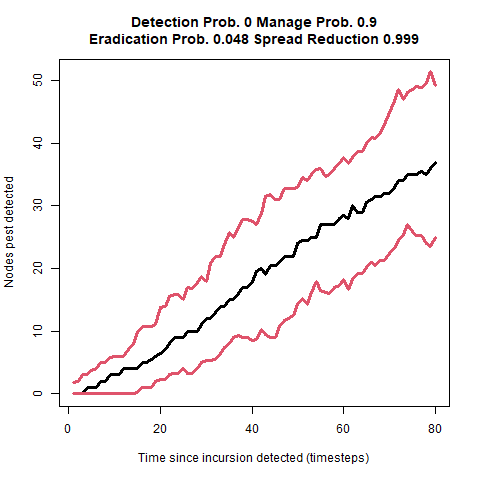 Detection Prob. 0 Manage Prob. 0.9
Eradication Prob. 0.048 Spread Reduction 0.999
Nodes pest detected
50
40
30
20
10
0
0 20 40 60 80
Time since incursion detected (timesteps)